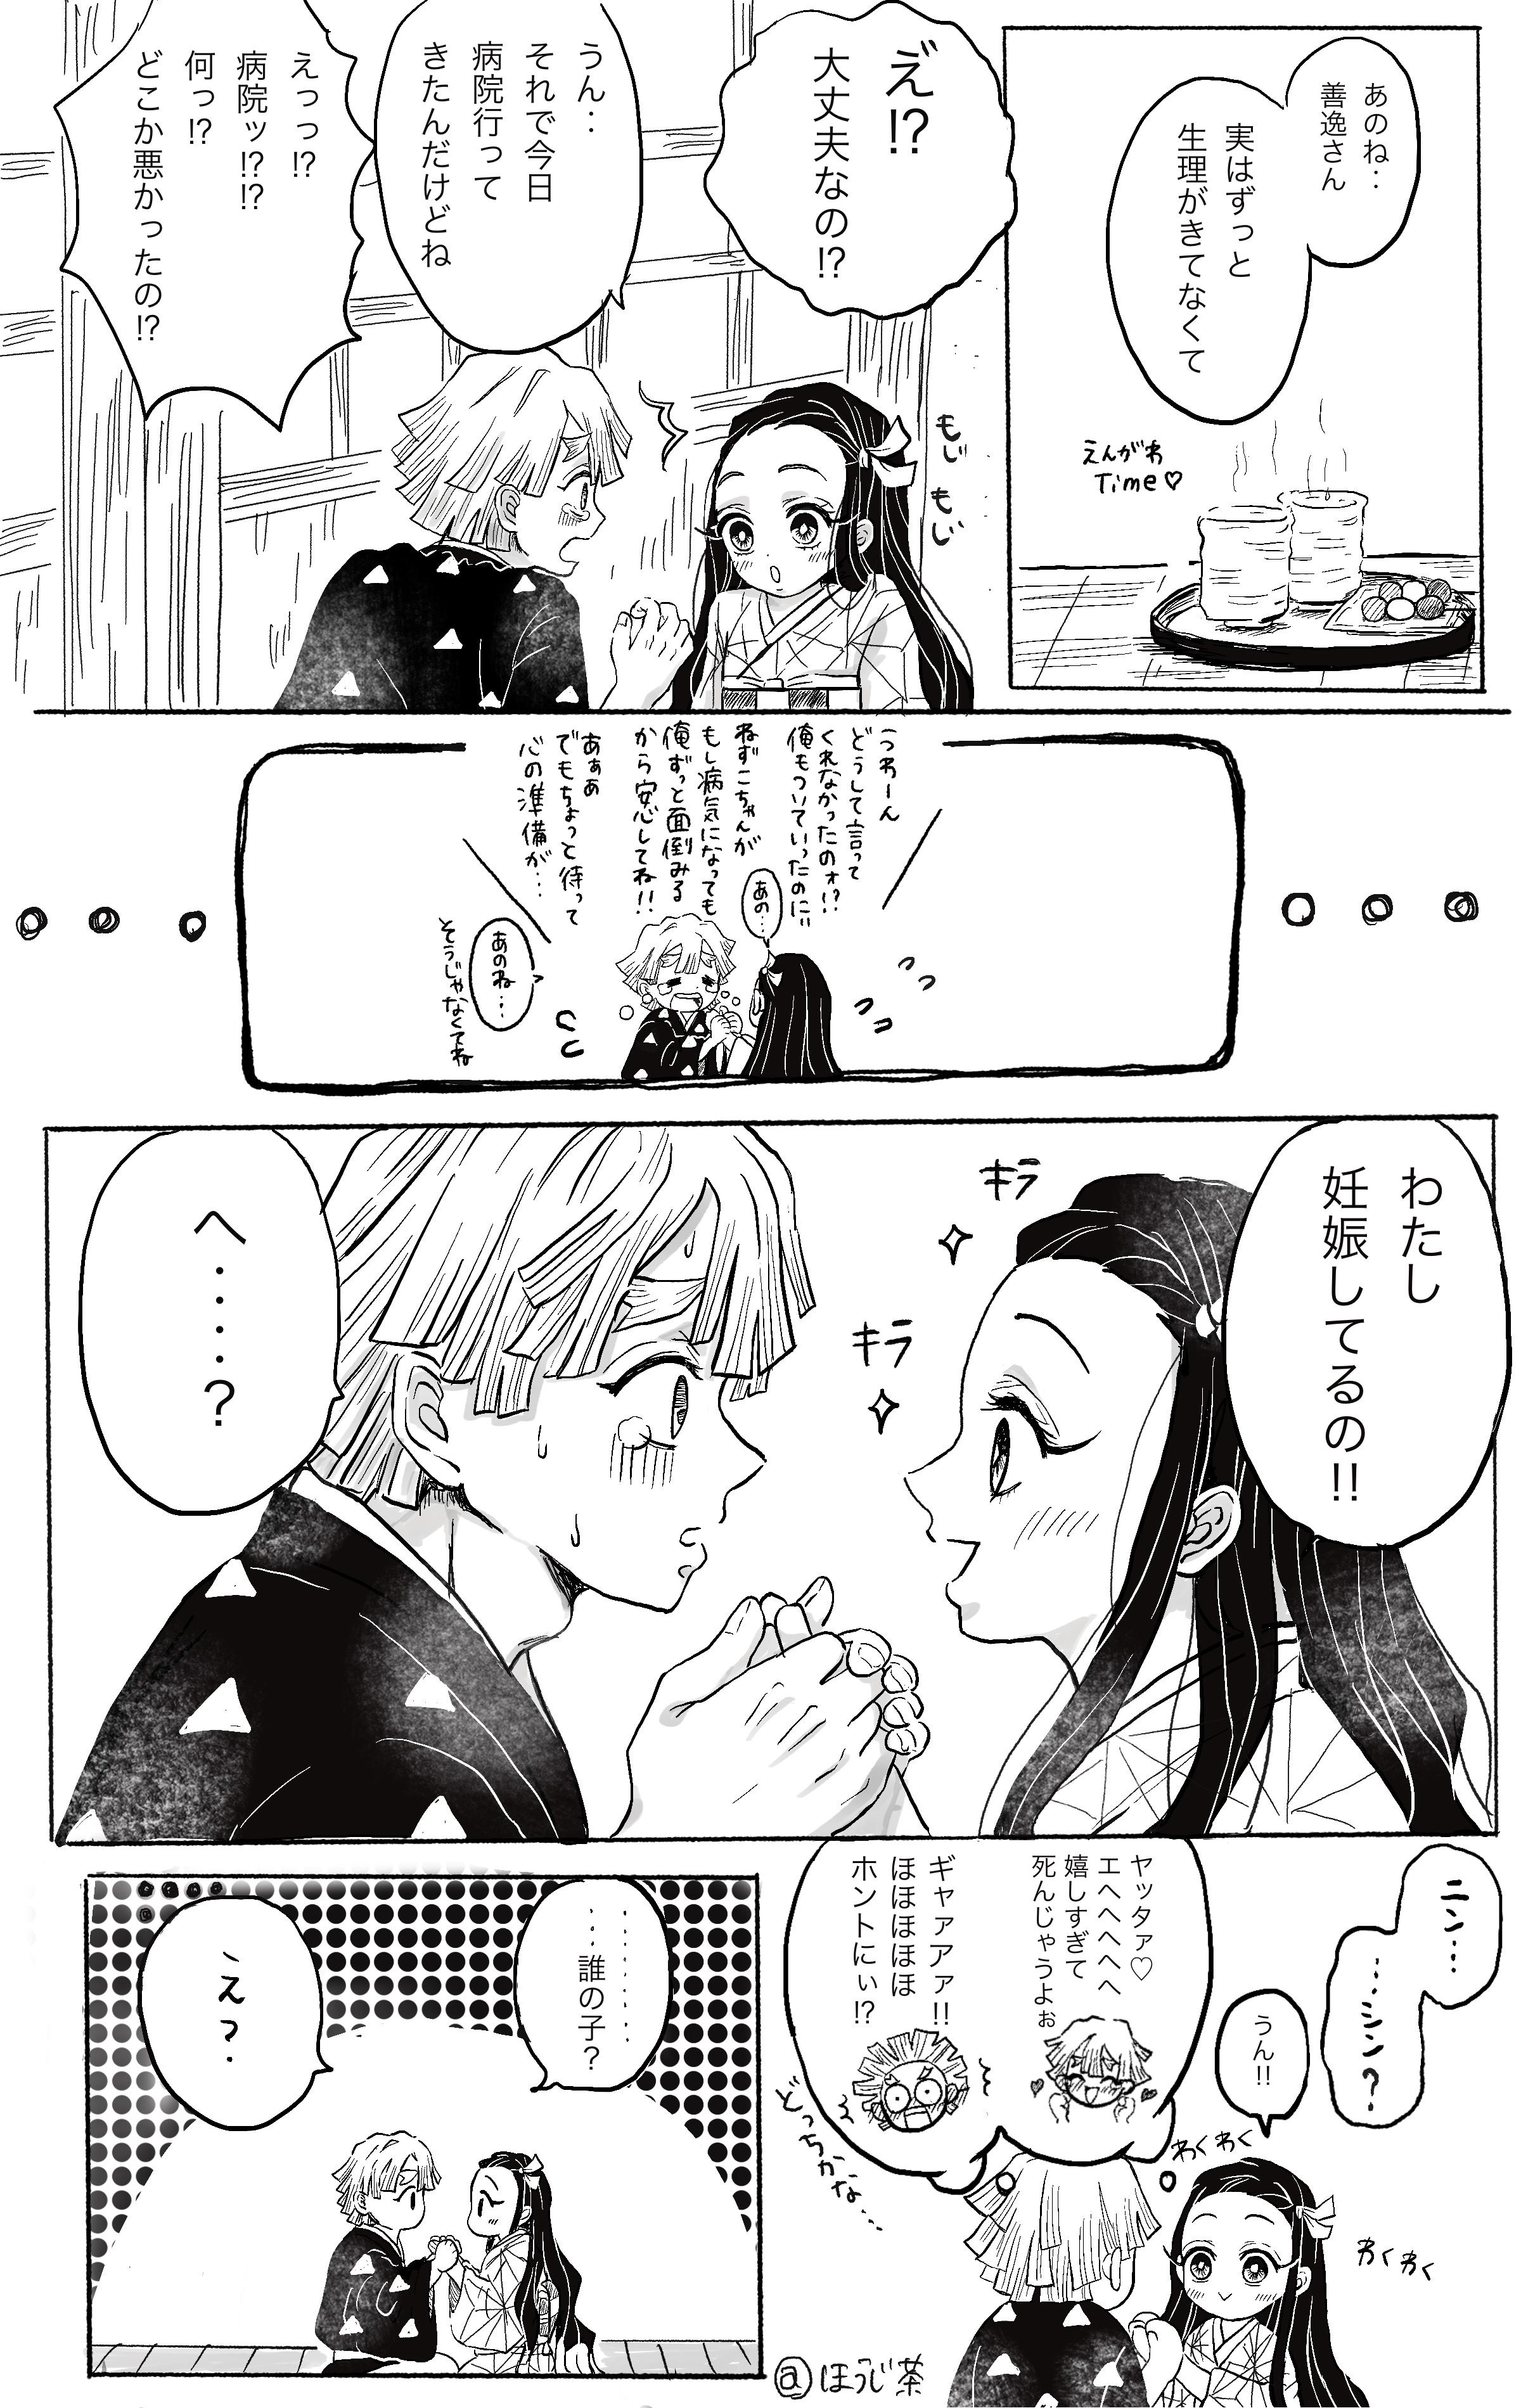 あのね‥
善逸さん
実はずっと
生理がきてなくて
えんがわ
Time♡
え゛⁉
大丈夫なの⁉
うん‥
それで今日
病院行って
きたんだけどね
えっっ⁉
病院ッ⁉⁉
何っ⁉
どこか悪かったの⁉
もじ
もじ
うわーん
どうして言って
くれなかったのォ⁉
俺もついていったのに‼
ねずこちゃんが
もし病気になっても
俺ずっと面倒みる
から安心してね!!
あぁぁ
でもちょっと待って
心の準備が…
あの…
あのね…
そうじゃなくてね
わたし
妊娠してるの‼
キラ
キラ
へ・・・・・？
ニン…
…シン？
うん‼
わくわく
わくわく
ヤッタァ♡
エヘヘヘヘヘ
嬉しすぎて
死んじゃうよぉ
ギャァアァ‼
ほほほほほ
ホントにぃ⁉
どっちかな…
・・・・・・・・
・・・誰の子？
えっ・
@ほうじ茶